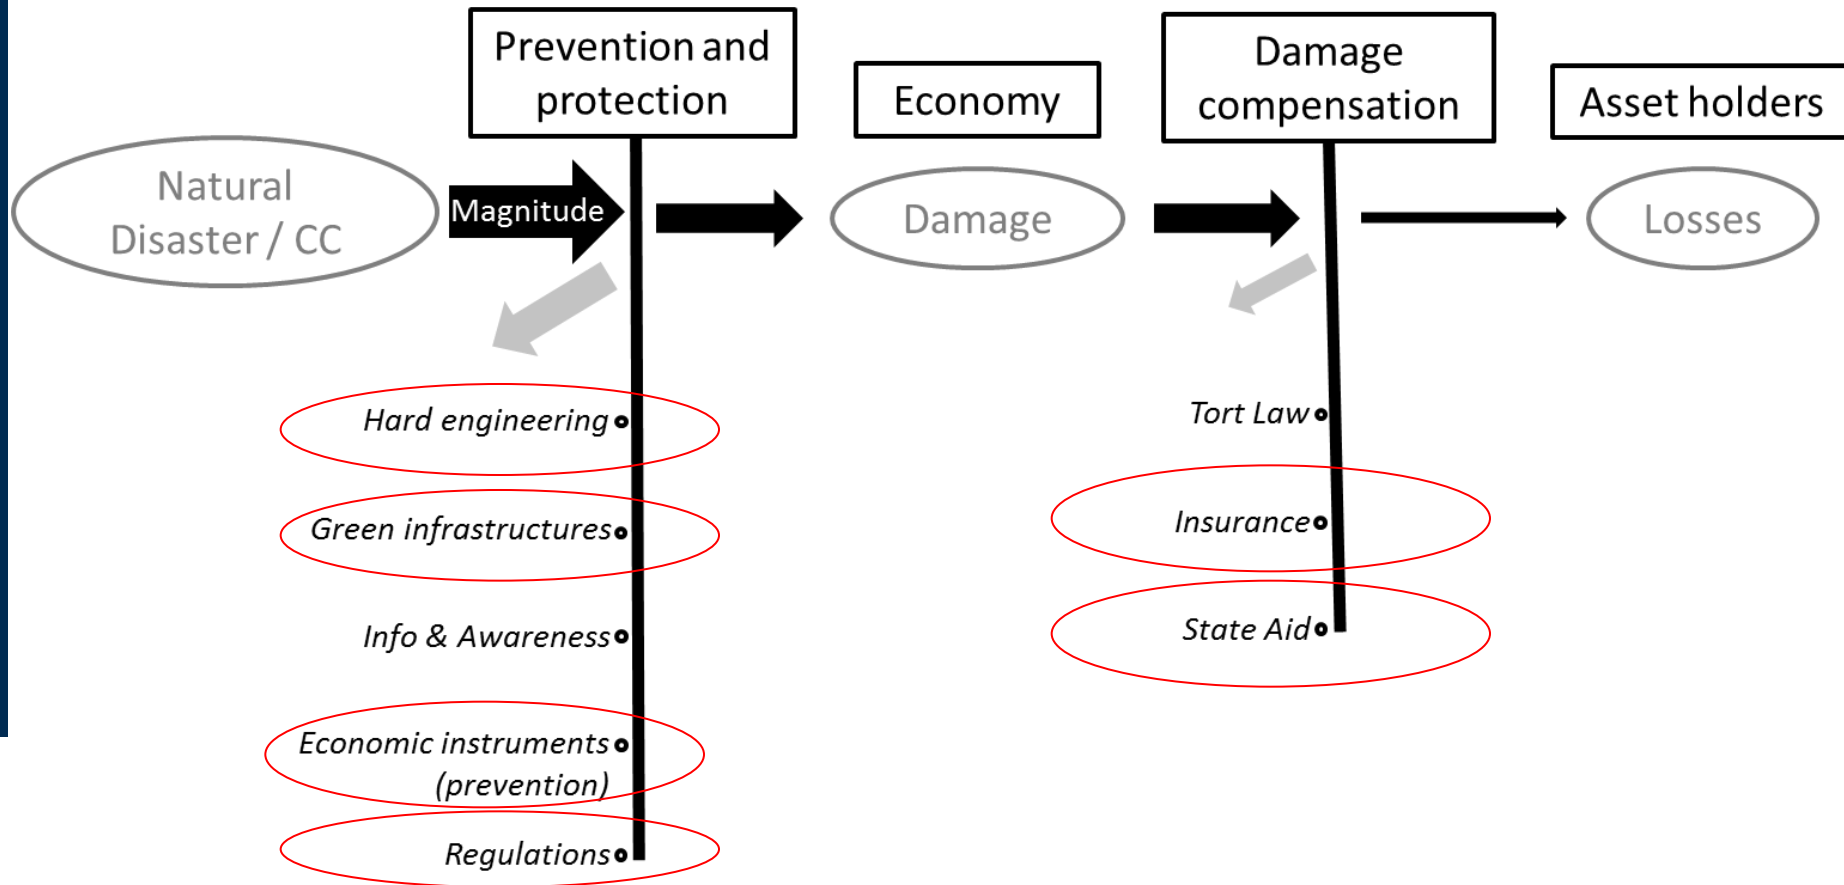 Prevention and
protection
Economy
Damage
compensation
Asset holders
Natural
Disaster / CC
Magnitude
Damage
Losses
Hard engineering
Green infrastructures
Info & Awareness
Economic instruments
(prevention)
Regulations
Tort Law
Insurance
State Aid